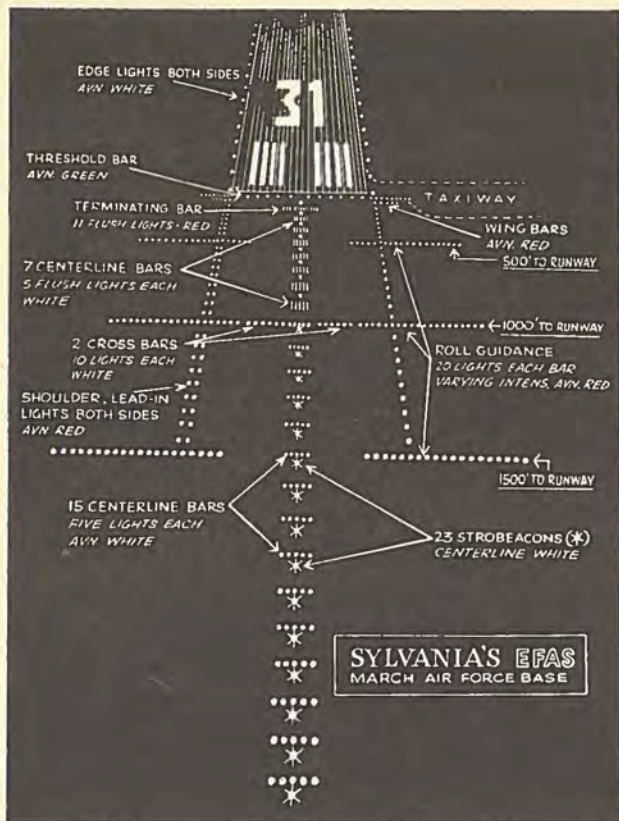 EDGE LIGHTS BOTH SIDES
AVN. WHITE
31
THRESHOLD BAR
AVN. GREEN
TAXIWAY
TERMINATING BAR
11 FLUSH LIGHTS - RED
WING BARS
AVN. RED
500' TO RUNWAY
7 CENTERLINE BARS
5 FLUSH LIGHTS EACH
WHITE
1000' TO RUNWAY
2 CROSS BARS
10 LIGHTS EACH
WHITE
ROLL GUIDANCE
20 LIGHTS EACH BAR
VARYING INTENS, AVN. RED
SHOULDER, LEAD-IN
LIGHTS BOTH SIDES
AVN RED
1500' TO RUNWAY
15 CENTERLINE BARS
FIVE LIGHTS EACH
AVN. WHITE
23 STROBEACONS (*)
CENTERLINE WHITE
SYLVANIA'S EFAS
MARCH AIR FORCE BASE